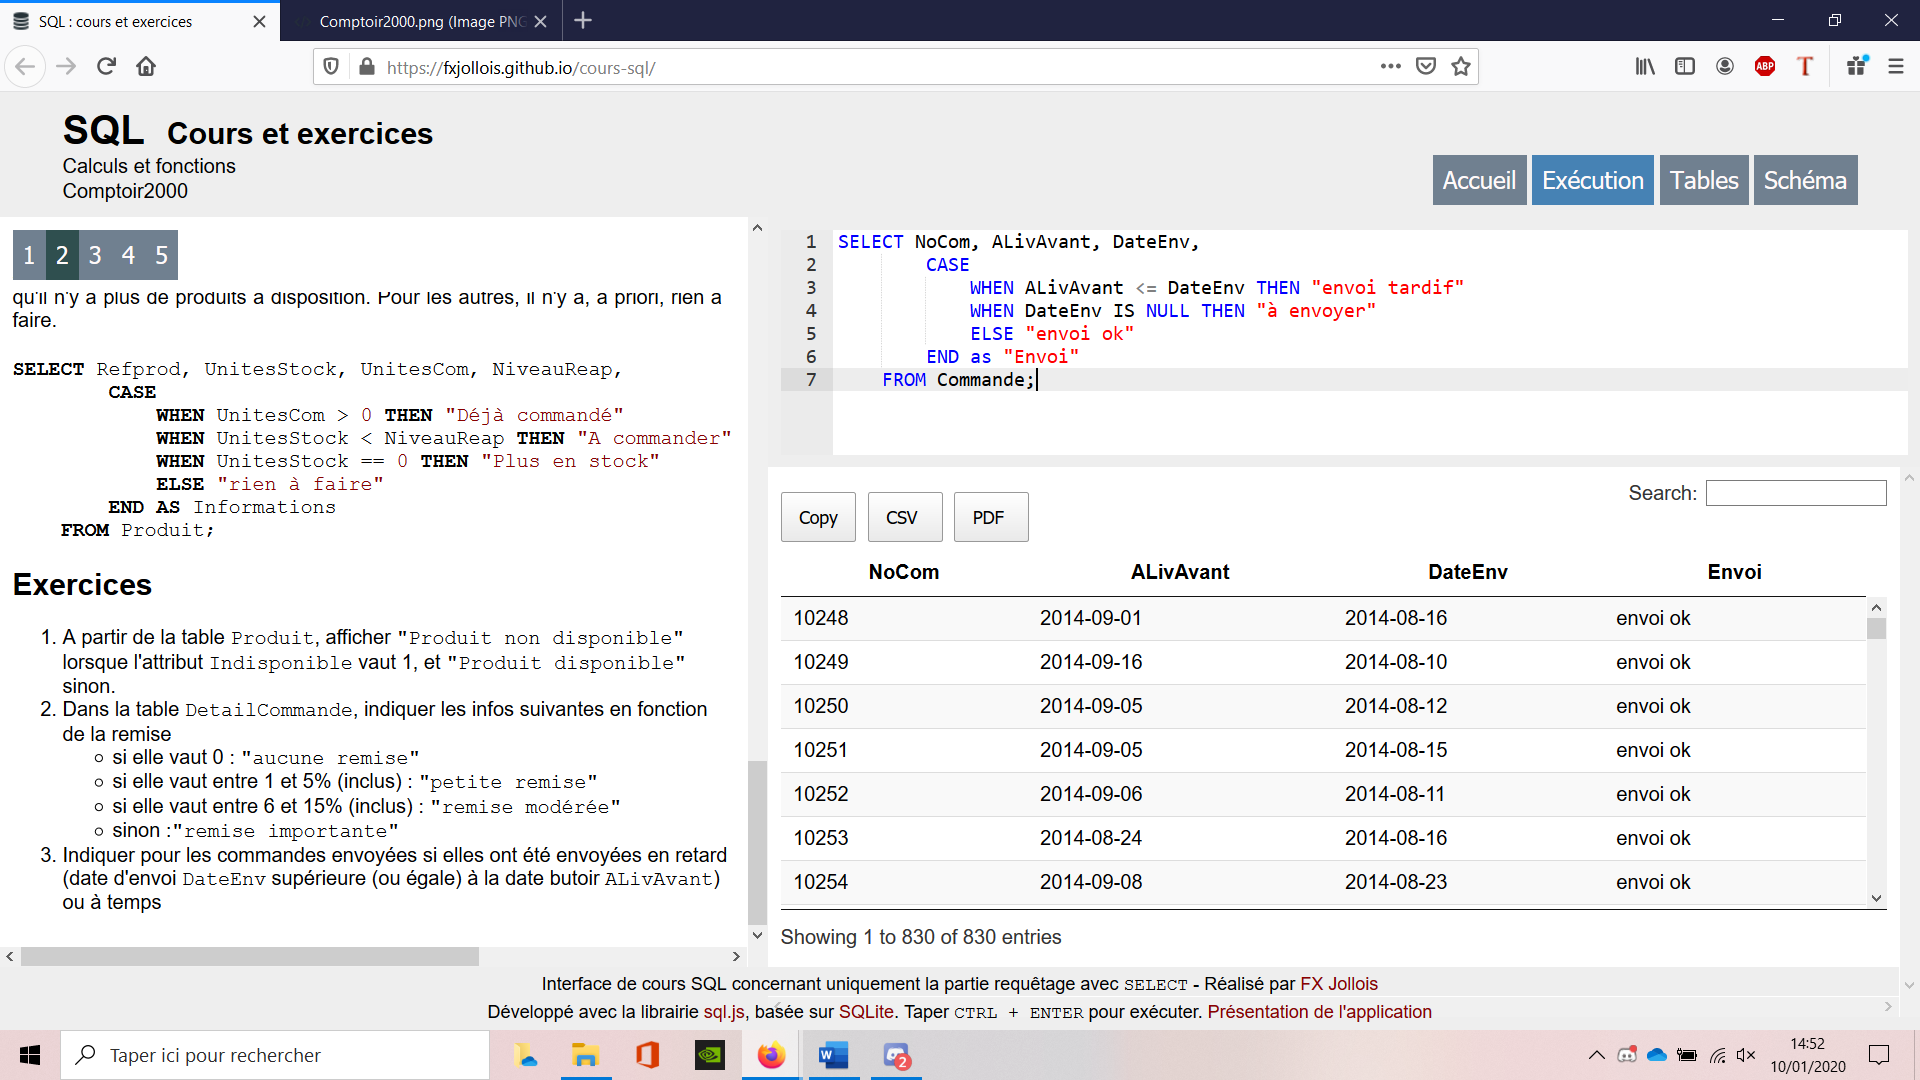 SQL : cours et exercices
Comptoir2000.png (Image PNG
https://fxjollois.github.io/cours-sql/
ABP
T
SQL Cours et exercices
Calculs et fonctions
Comptoir2000
Accueil Exécution Tables Schéma
1 2 3 4 5
qu'il n'y a plus de produits à disposition. Pour les autres, il n'y a, a priori, rien à
faire.
SELECT Refprod, UnitesStock, UnitesCom, NiveauReap,
CASE
WHEN UnitesCom > 0 THEN "Déjà commandé"
WHEN UnitesStock < NiveauReap THEN "A commander"
WHEN UnitesStock == 0 THEN "Plus en stock"
ELSE "rien à faire"
END AS Informations
FROM Produit;
Exercices
1. A partir de la table Produit, afficher "Produit non disponible"
lorsque l'attribut Indisponible vaut 1, et "Produit disponible"
sinon.
2. Dans la table DetailCommande, indiquer les infos suivantes en fonction
de la remise
si elle vaut 0 : "aucune remise"
si elle vaut entre 1 et 5% (inclus) : "petite remise"
si elle vaut entre 6 et 15% (inclus) : "remise modérée"
sinon :"remise importante"
3. Indiquer pour les commandes envoyées si elles ont été envoyées en retard
(date d'envoi DateEnv supérieure (ou égale) à la date butoir ALivAvant)
ou à temps
1 SELECT NoCom, ALivAvant, DateEnv,
2 CASE
3 WHEN ALivAvant <= DateEnv THEN "envoi tardif"
4 WHEN DateEnv IS NULL THEN "à envoyer"
5 ELSE "envoi ok"
6 END as "Envoi"
7 FROM Commande;
Copy CSV PDF
Search:
NoCom ALivAvant DateEnv Envoi
10248 2014-09-01 2014-08-16 envoi ok
10249 2014-09-16 2014-08-10 envoi ok
10250 2014-09-05 2014-08-12 envoi ok
10251 2014-09-05 2014-08-15 envoi ok
10252 2014-09-06 2014-08-11 envoi ok
10253 2014-08-24 2014-08-16 envoi ok
10254 2014-09-08 2014-08-23 envoi ok
Showing 1 to 830 of 830 entries
Interface de cours SQL concernant uniquement la partie requêtage avec SELECT - Réalisé par FX Jollois
Développé avec la librairie sql.js, basée sur SQLite. Taper CTRL + ENTER pour exécuter. Présentation de l'application
Taper ici pour rechercher
W
2
14:52
10/01/2020